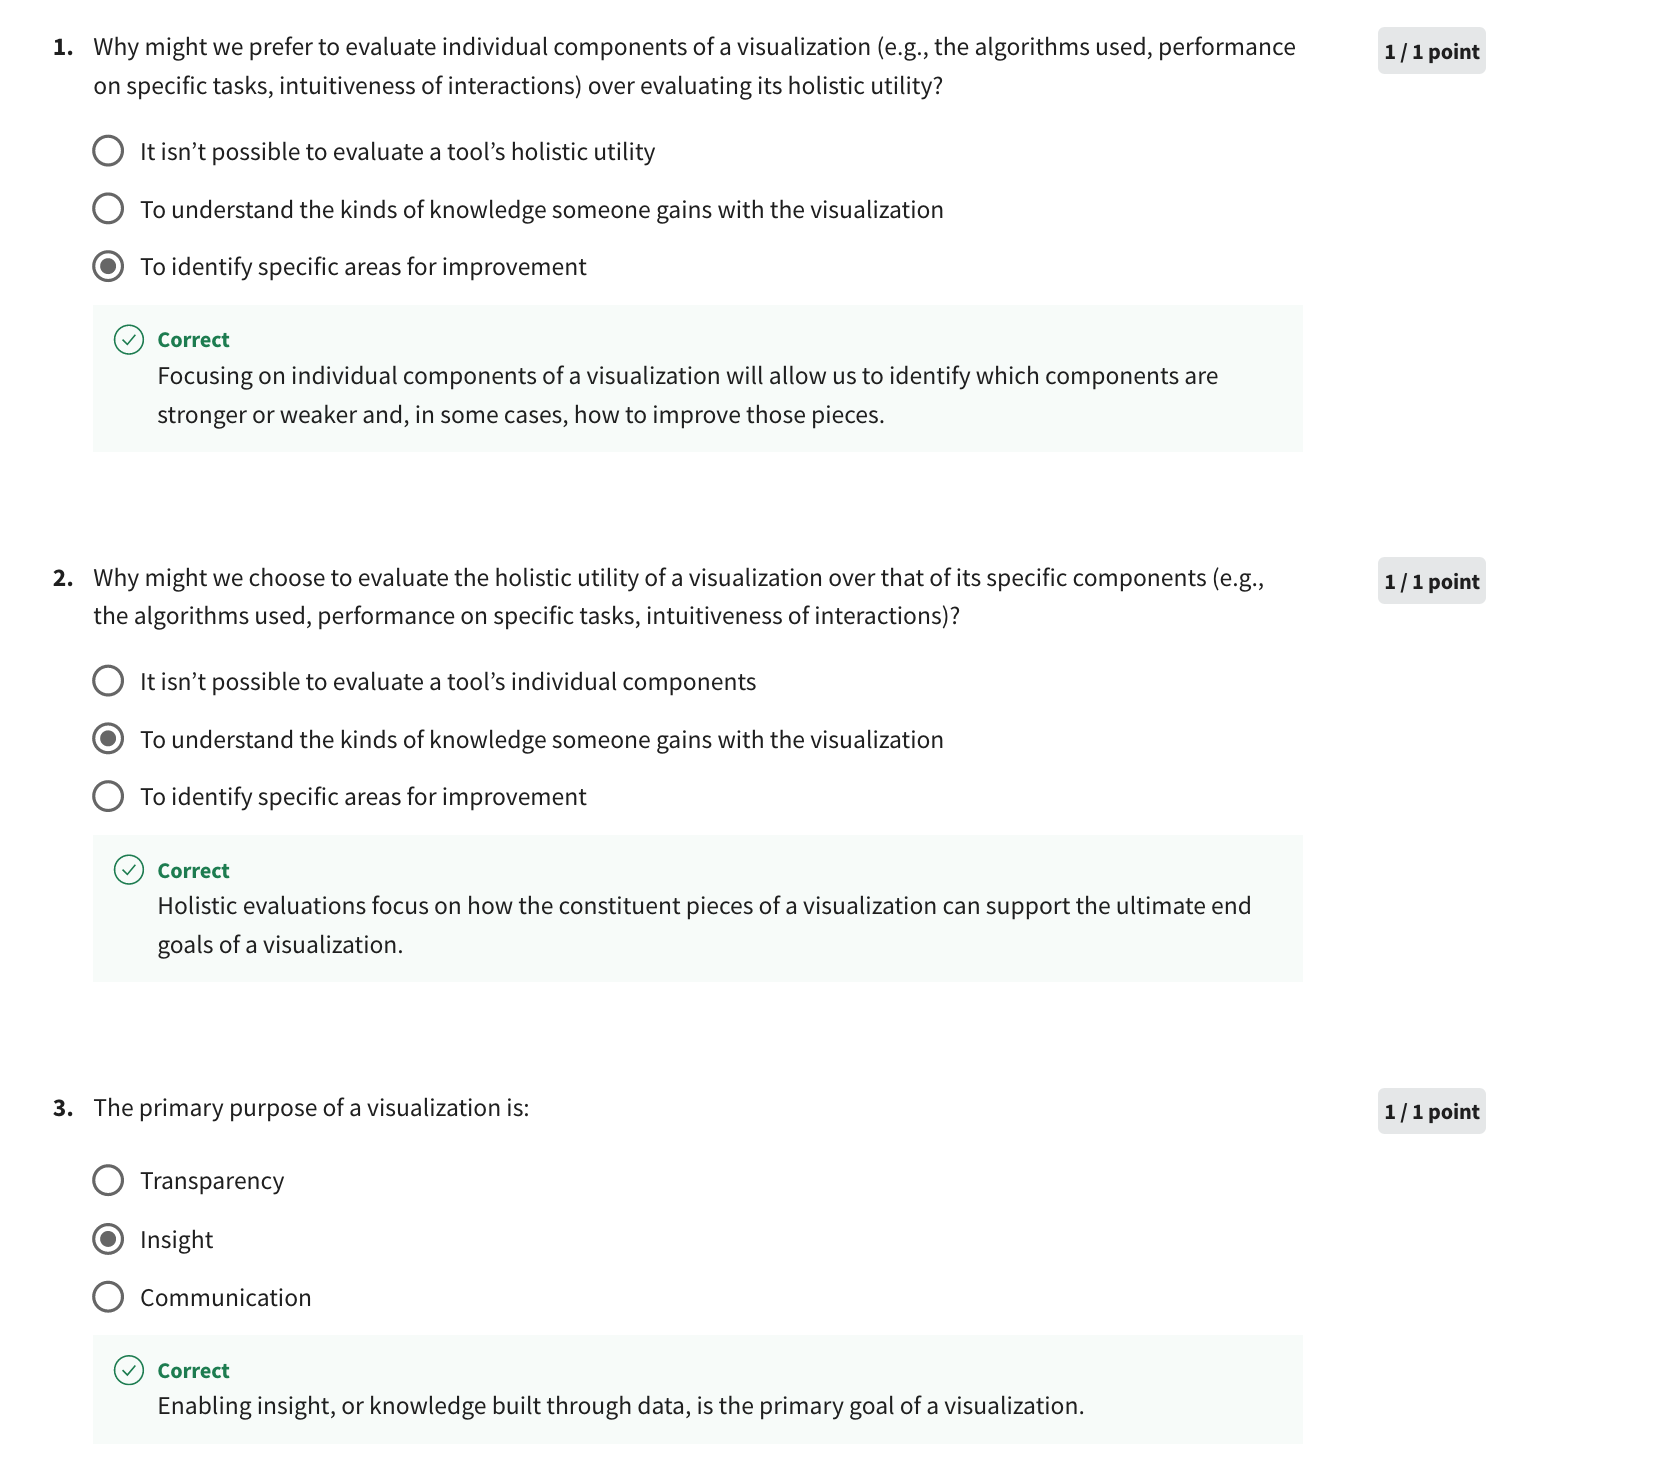 1. Why might we prefer to evaluate individual components of a visualization (e.g., the algorithms used, performance
on specific tasks, intuitiveness of interactions) over evaluating its holistic utility?
1 / 1 point
It isn’t possible to evaluate a tool’s holistic utility
To understand the kinds of knowledge someone gains with the visualization
To identify specific areas for improvement
Correct
Focusing on individual components of a visualization will allow us to identify which components are
stronger or weaker and, in some cases, how to improve those pieces.
2. Why might we choose to evaluate the holistic utility of a visualization over that of its specific components (e.g.,
the algorithms used, performance on specific tasks, intuitiveness of interactions)?
1 / 1 point
It isn’t possible to evaluate a tool’s individual components
To understand the kinds of knowledge someone gains with the visualization
To identify specific areas for improvement
Correct
Holistic evaluations focus on how the constituent pieces of a visualization can support the ultimate end
goals of a visualization.
3. The primary purpose of a visualization is:
1 / 1 point
Transparency
Insight
Communication
Correct
Enabling insight, or knowledge built through data, is the primary goal of a visualization.